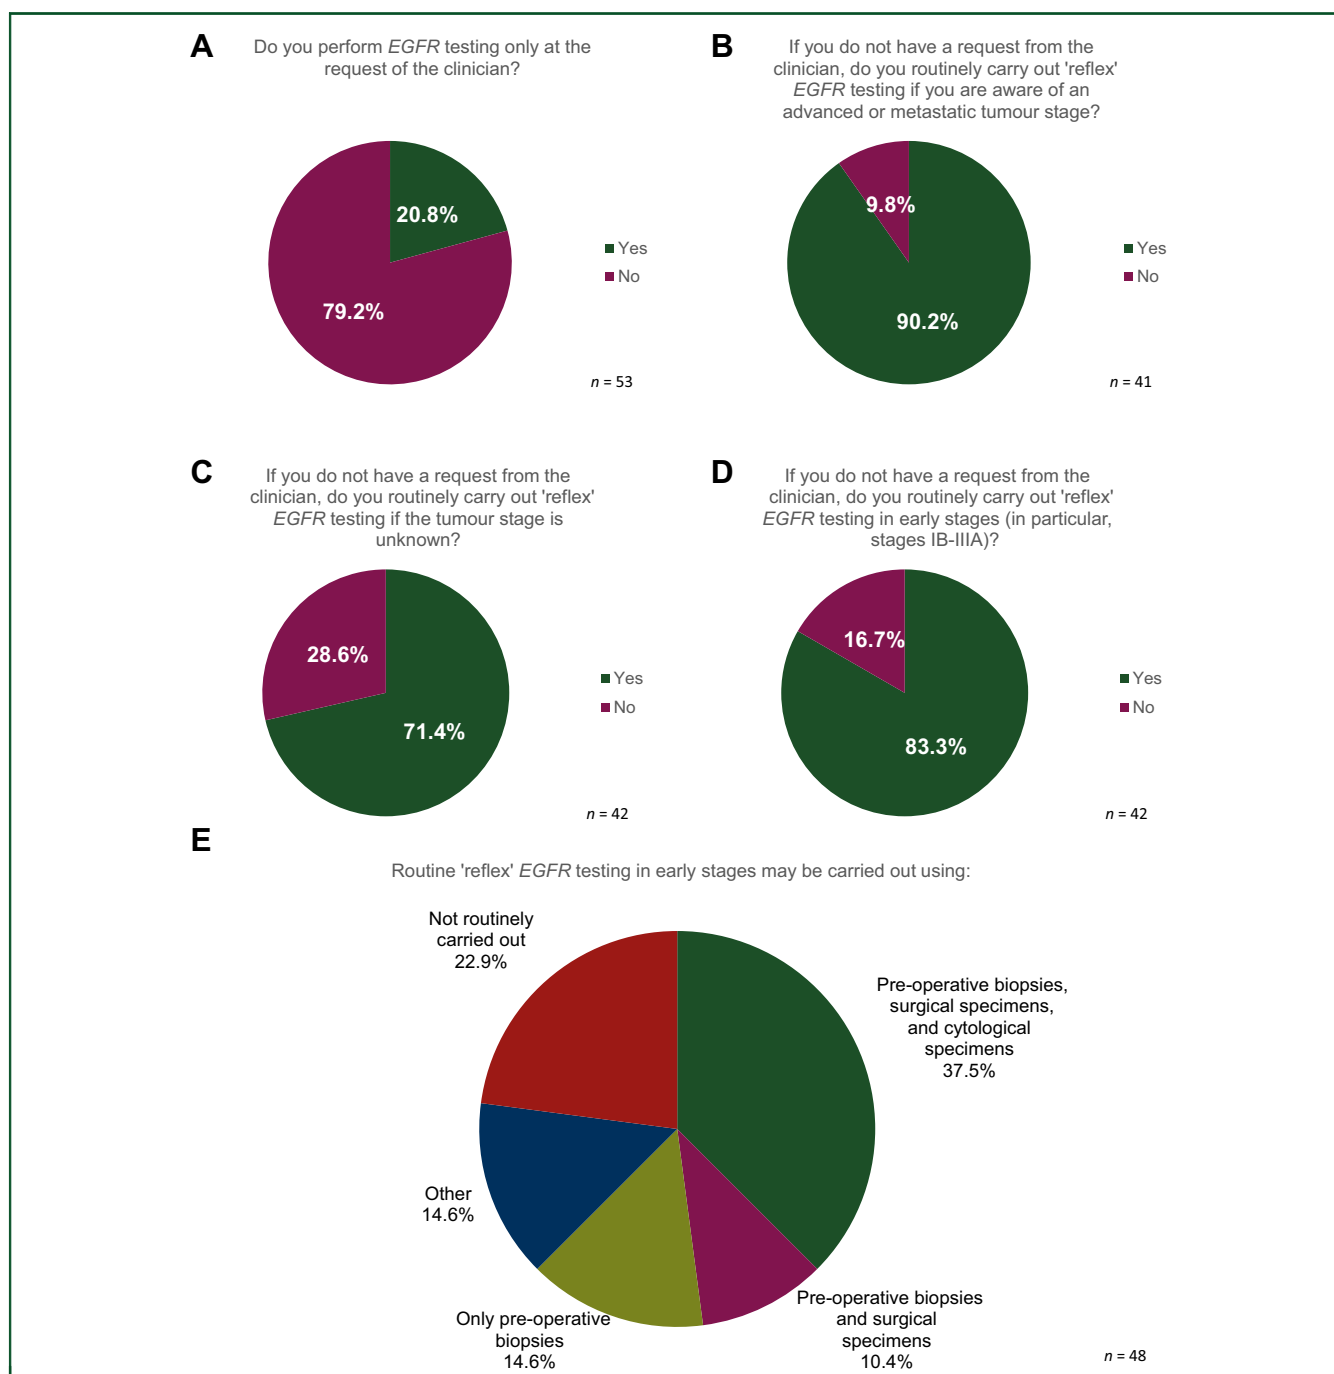 A
Do you perform EGFR testing only at the
request of the clinician?
20.8%
79.2%
Yes
No
n = 53
B
If you do not have a request from the
clinician, do you routinely carry out 'reflex'
EGFR testing if you are aware of an
advanced or metastatic tumour stage?
9.8%
90.2%
Yes
No
n = 41
C
If you do not have a request from the
clinician, do you routinely carry out 'reflex'
EGFR testing if the tumour stage is
unknown?
28.6%
71.4%
Yes
No
n = 42
D
If you do not have a request from the
clinician, do you routinely carry out 'reflex'
EGFR testing in early stages (in particular,
stages IB-IIIA)?
16.7%
83.3%
Yes
No
n = 42
E
Routine 'reflex' EGFR testing in early stages may be carried out using:
Not routinely
carried out
22.9%
Pre-operative biopsies,
surgical specimens,
and cytological
specimens
37.5%
Other
14.6%
Only pre-operative
biopsies
14.6%
Pre-operative biopsies
and surgical
specimens
10.4%
n = 48